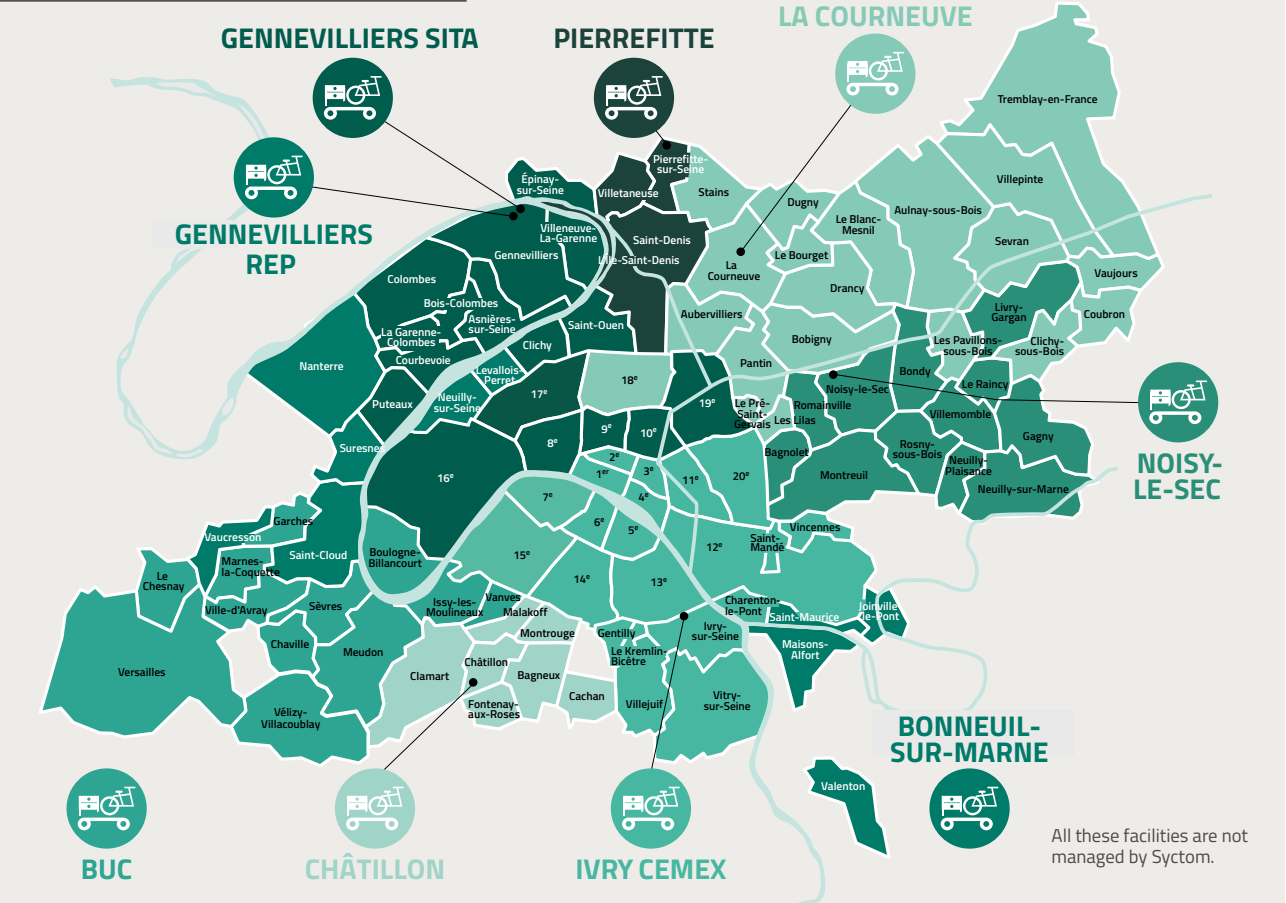 LA COURNEUVE
GENNEVILLIERS SITA
PIERREFITTE
GENNEVILLIERS
REP
Tremblay-en-France
Villepinte
Pierrefitte-
sur-Seine
Épinay-
sur-Seine
Villetaneuse
Stains
Dugny
Aulnay-sous-Bois
Le Blanc-
Mesnil
Villeneuve-
La-Garenne
Saint-Denis
Sevran
Gennevilliers
L'Ile-Saint-Denis
Le Bourget
La
Courneuve
Vaujours
Colombes
Drancy
Bois-Colombes
Livry-
Gargan
Coubron
Aubervilliers
Asnières-
sur-Seine
Saint-Ouen
La Garenne-
Colombes
Bobigny
Les Pavillons-
sous-Bois
Clichy-
sous-Bois
Clichy
Courbevoie
Pantin
Nanterre
Levallois-
Perret
Bondy
18e
Le Raincy
17e
Noisy-le-Sec
Puteaux
Neuilly-
sur-Seine
19e
Le Pré-
Saint-
Gervais
Les Lilas
Romainville
Villemomble
9e
10e
Gagny
8e
Suresnes
Rosny-
sous-Bois
Bagnolet
2e
Neuilly-
Plaisance
1er
3e
Montreuil
16e
11e
20e
Neuilly-sur-Marne
NOISY-
LE-SEC
7e
4e
6e
5e
Garches
Vincennes
Vaucresson
Saint-
Mandé
12e
Saint-Cloud
Boulogne-
Billancourt
15e
Marnes-
la-Coquette
Le
Chesnay
14e
13e
Ville-d'Avray
Sèvres
Issy-les-
Moulineaux
Vanves
Malakoff
Charenton-
le-Pont
Saint-Maurice
Joinville-
le-Pont
Montrouge
Gentilly
Ivry-
sur-Seine
Chaville
Meudon
Le Kremlin-
Bicêtre
Maisons-
Alfort
Châtillon
Versailles
Clamart
Bagneux
Cachan
Villejuif
Vitry-
sur-Seine
Fontenay-
aux-Roses
Vélizy-
Villacoublay
BONNEUIL-
SUR-MARNE
Valenton
BUC
CHÂTILLON
IVRY CEMEX
All these facilities are not
managed by Syctom.